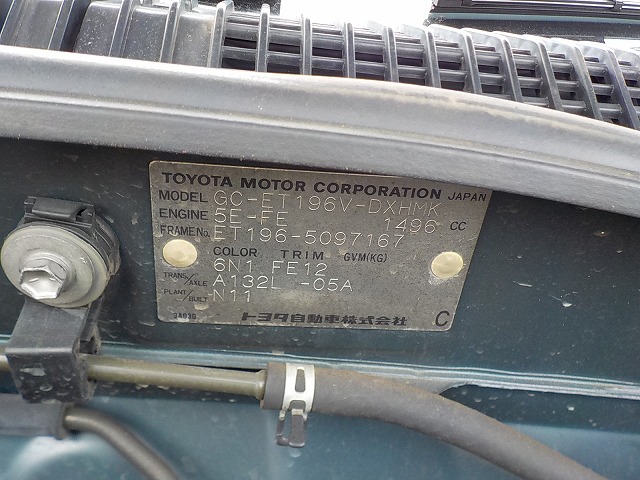 TOYOTA MOTOR CORPORATION JAPAN
MODEL GC-ET196V-DXHMK
ENGINE 5E-FE 1496 CC
FRAME No. ET196-5097167
COLOR TRIM GVM(KG)
6N1 FE12
TRANS/AXLE A132L -05A
PLANT/BUILT N11
トヨタ自動車株式会社 C